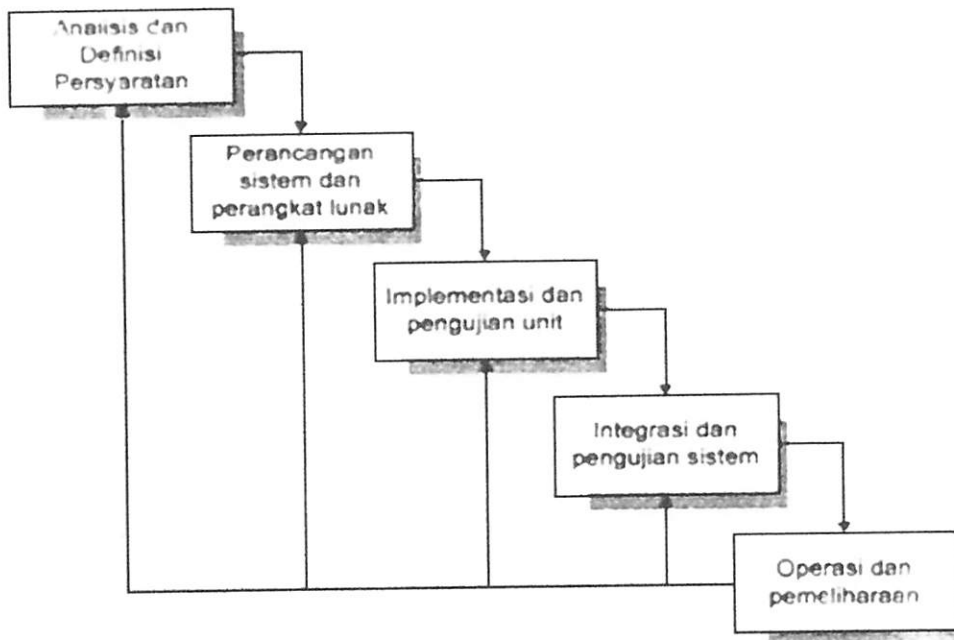 Analisis dan
Definisi
Persyaratan
Perancangan
sistem dan
perangkat lunak
Implementasi dan
pengujian unit
Integrasi dan
pengujian sistem
Operasi dan
pemeliharaan